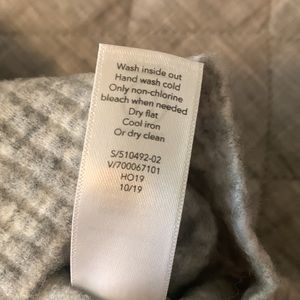 Wash inside out
Hand wash cold
Only non-chlorine
bleach when needed
Dry flat
Cool iron
Or dry clean
S/510492-02
V/700067101
HO19
10/19